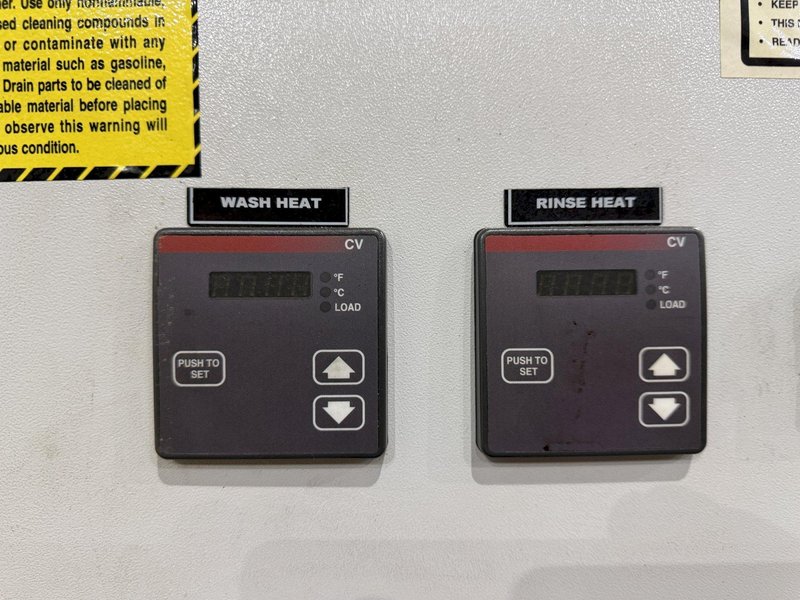 her. Use only nonflammable,
sed cleaning compounds in
or contaminate with any
material such as gasoline,
Drain parts to be cleaned of
able material before placing
observe this warning will
ous condition.
• KEEP
• THIS
• READ
WASH HEAT
CV
°F
°C
LOAD
PUSH TO
SET
RINSE HEAT
CV
°F
°C
LOAD
PUSH TO
SET